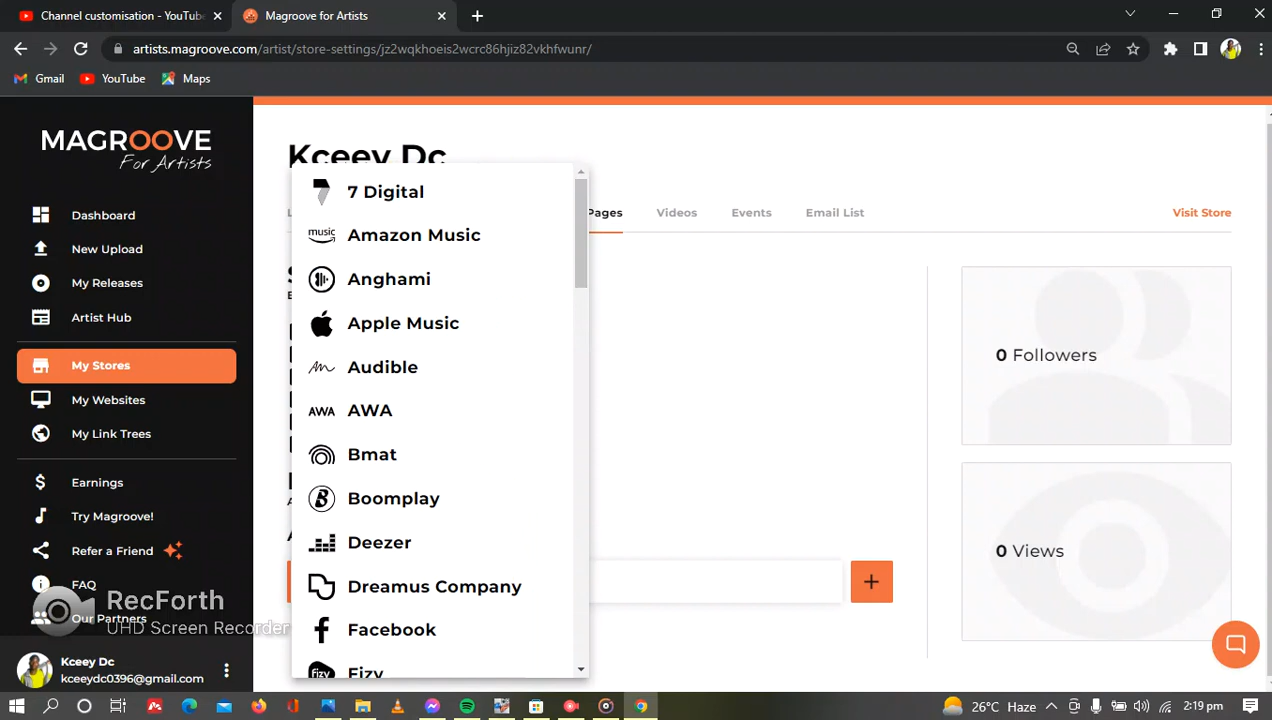 Channel customisation - YouTube
Magroove for Artists
artists.magroove.com/artist/store-settings/jz2wqkhoeis2wcrc86hjiz82vkhfwunr/
Gmail
YouTube
Maps
MAGROOVE
For Artists
Dashboard
New Upload
My Releases
Artist Hub
My Stores
My Websites
My Link Trees
Earnings
Try Magroove!
Refer a Friend
FAQ
Our Partners
RecForth
UHD Screen Recorder
Kceey Dc
kceeydc0396@gmail.com
Kceey Dc
Pages
Videos
Events
Email List
Visit Store
7 Digital
music Amazon Music
Anghami
Apple Music
Audible
AWA AWA
Bmat
B Boomplay
Deezer
Dreamus Company
Facebook
fizy Fizy
0 Followers
0 Views
26°C Haze
2:19 pm